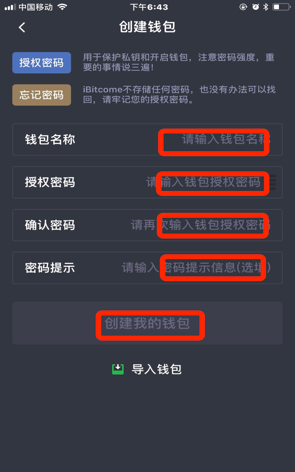 中国移动
下午6:43
创建钱包
授权密码
用于保护私钥和开启钱包，注意密码强度，重
要的事情说三遍！
忘记密码
iBitcome不存储任何密码，也没有办法可以找
回，请牢记您的授权密码。
钱包名称 请输入钱包名称
授权密码 请输入钱包授权密码
确认密码 请再次输入钱包授权密码
密码提示 请输入密码提示信息(选填)
创建我的钱包
导入钱包